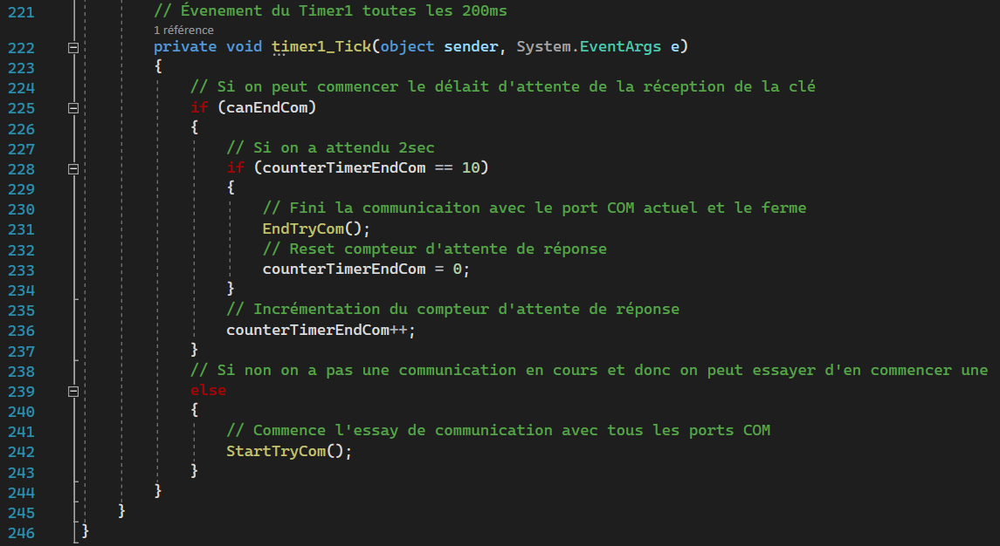 221 // Évenement du Timer1 toutes les 200ms
1 référence
222 private void timer1_Tick(object sender, System.EventArgs e)
223 {
224 // Si on peut commencer le délait d'attente de la réception de la clé
225 if (canEndCom)
226 {
227 // Si on a attendu 2sec
228 if (counterTimerEndCom == 10)
229 {
230 // Fini la communicaiton avec le port COM actuel et le ferme
231 EndTryCom();
232 // Reset compteur d'attente de réponse
233 counterTimerEndCom = 0;
234 }
235 // Incrémentation du compteur d'attente de réponse
236 counterTimerEndCom++;
237 }
238 // Si non on a pas une communication en cours et donc on peut essayer d'en commencer une
239 else
240 {
241 // Commence l'essay de communication avec tous les ports COM
242 StartTryCom();
243 }
244 }
245 }
246 }